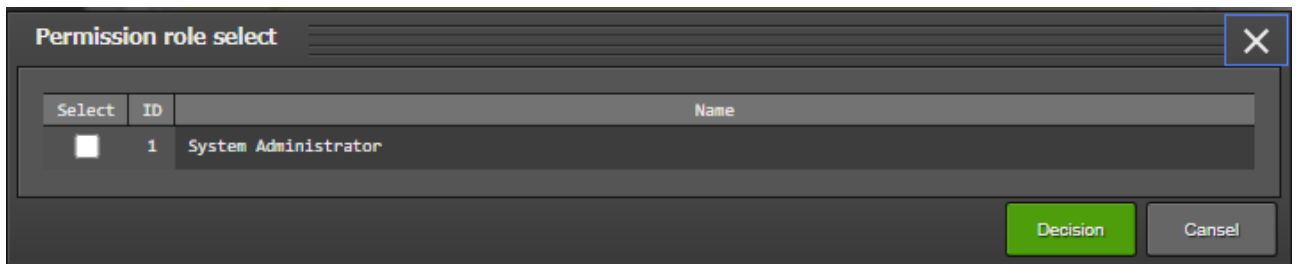 Permission role select
Select ID Name
1 System Administrator
Decision Cansel